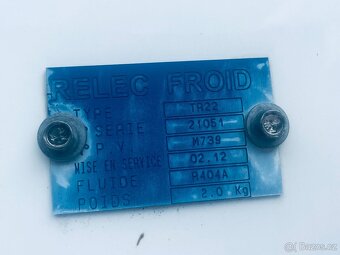 RELEC FROID
TYPE TR22
SERIE 21051
P.P.V. M739
MISE EN SERVICE 02.12
FLUIDE R404A
POIDS 2.0 Kg
Bazos.cz